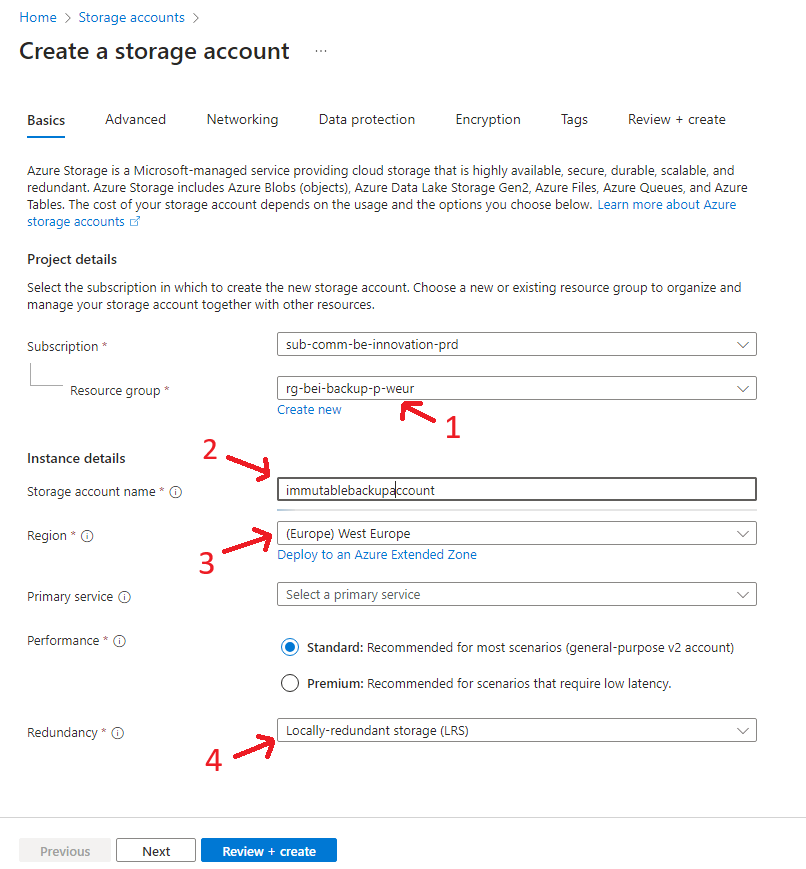 Home > Storage accounts >
Create a storage account ...
Basics Advanced Networking Data protection Encryption Tags Review + create
Azure Storage is a Microsoft-managed service providing cloud storage that is highly available, secure, durable, scalable, and
redundant. Azure Storage includes Azure Blobs (objects), Azure Data Lake Storage Gen2, Azure Files, Azure Queues, and Azure
Tables. The cost of your storage account depends on the usage and the options you choose below. Learn more about Azure
storage accounts
Project details
Select the subscription in which to create the new storage account. Choose a new or existing resource group to organize and
manage your storage account together with other resources.
Subscription * sub-comm-be-innovation-prd
Resource group * rg-bei-backup-p-weur
Create new
1
Instance details
2
Storage account name * immutablebackupaccount
Region * (Europe) West Europe
Deploy to an Azure Extended Zone
3
Primary service Select a primary service
Performance * Standard: Recommended for most scenarios (general-purpose v2 account)
Premium: Recommended for scenarios that require low latency.
Redundancy * Locally-redundant storage (LRS)
4
Previous Next Review + create